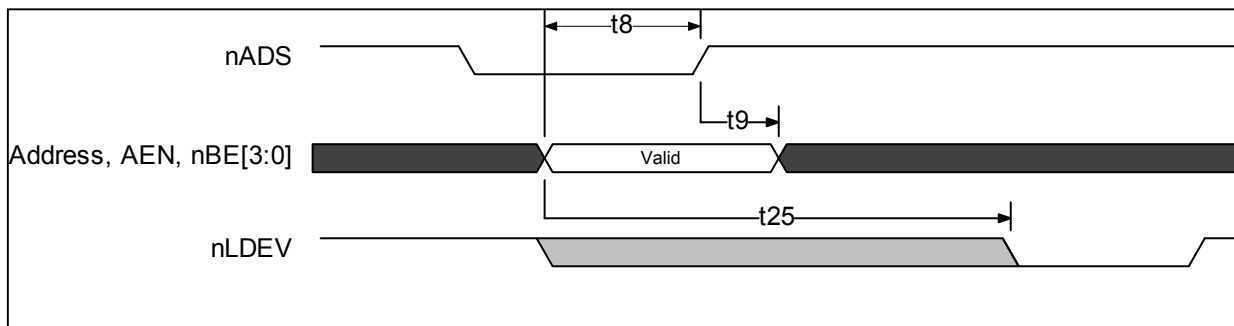 t8
nADS
t9
Address, AEN, nBE[3:0]
Valid
t25
nLDEV